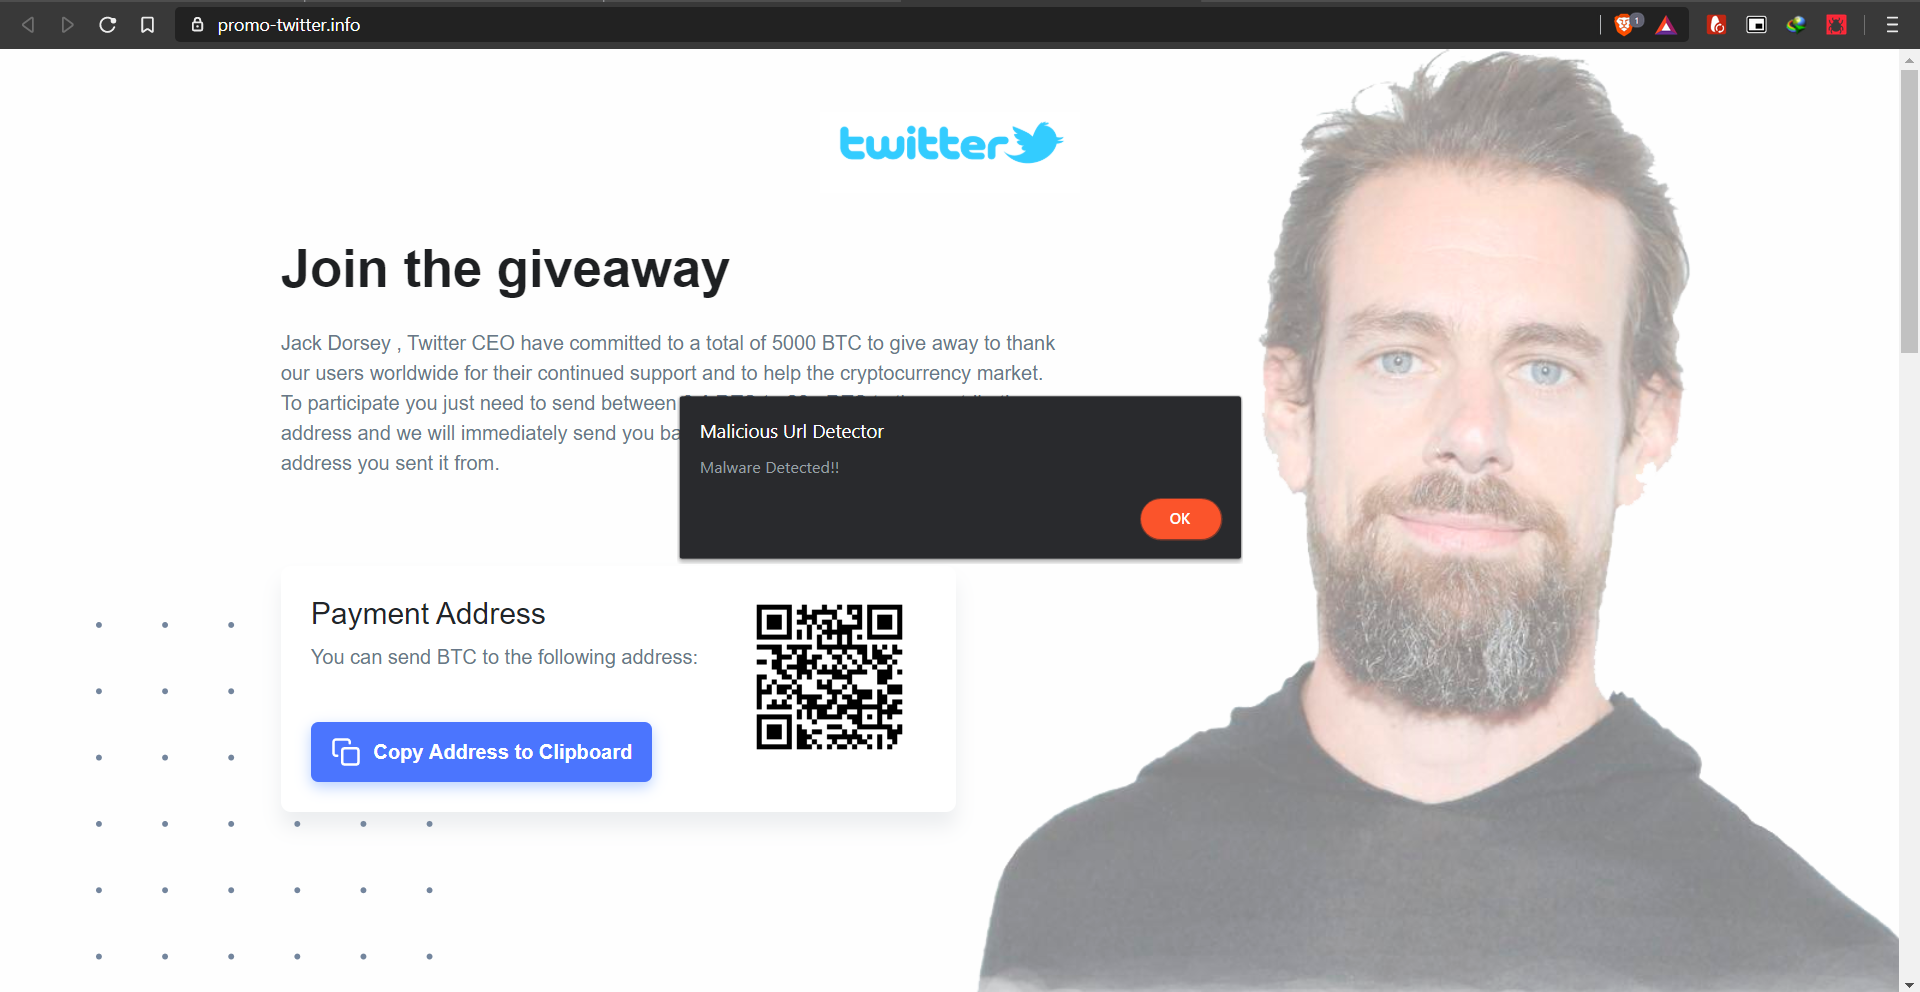 promo-twitter.info
1
twitter
Join the giveaway
Jack Dorsey , Twitter CEO have committed to a total of 5000 BTC to give away to thank
our users worldwide for their continued support and to help the cryptocurrency market.
To participate you just need to send between
address and we will immediately send you ba
address you sent it from.
Malicious Url Detector
Malware Detected!!
OK
Payment Address
You can send BTC to the following address:
Copy Address to Clipboard